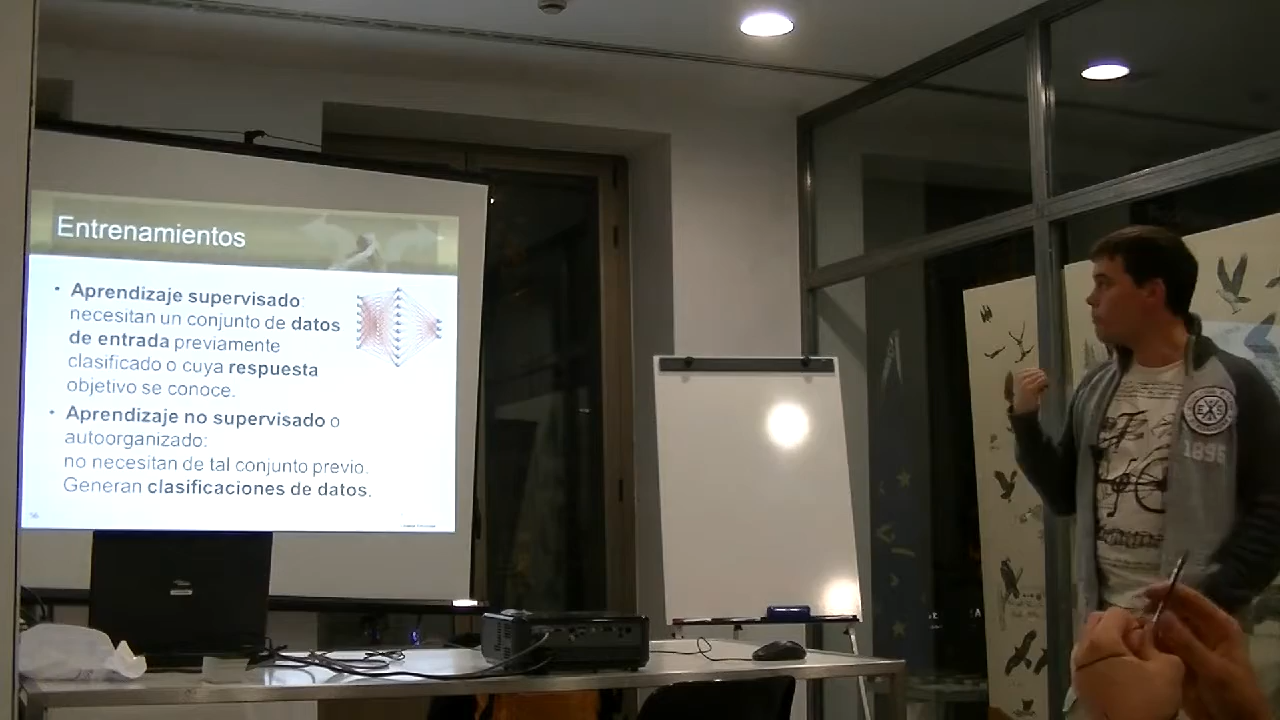 Entrenamientos
• Aprendizaje supervisado:
necesitan un conjunto de datos
de entrada previamente
clasificado o cuya respuesta
objetivo se conoce.
• Aprendizaje no supervisado o
autoorganizado:
no necesitan de tal conjunto previo.
Generan clasificaciones de datos.
1895